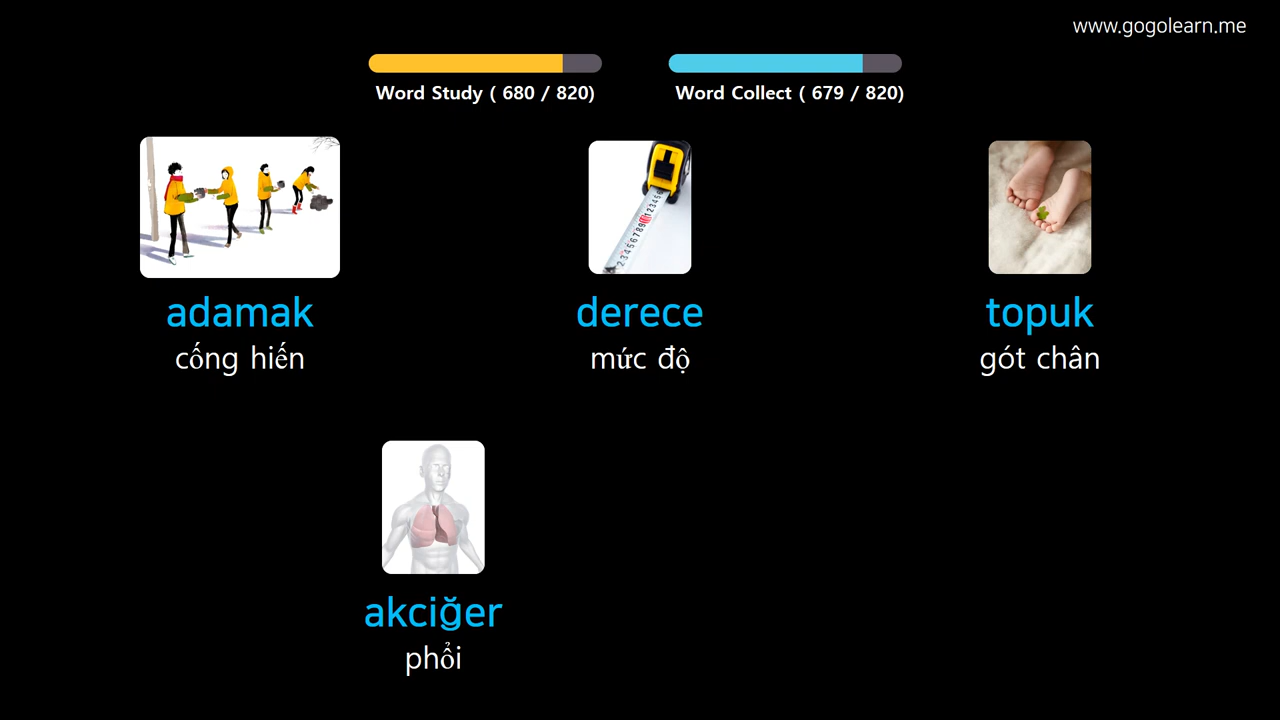 www.gogolearn.me
Word Study ( 680 / 820)
Word Collect ( 679 / 820)
adamak
cống hiến
derece
mức độ
topuk
gót chân
akciğer
phổi